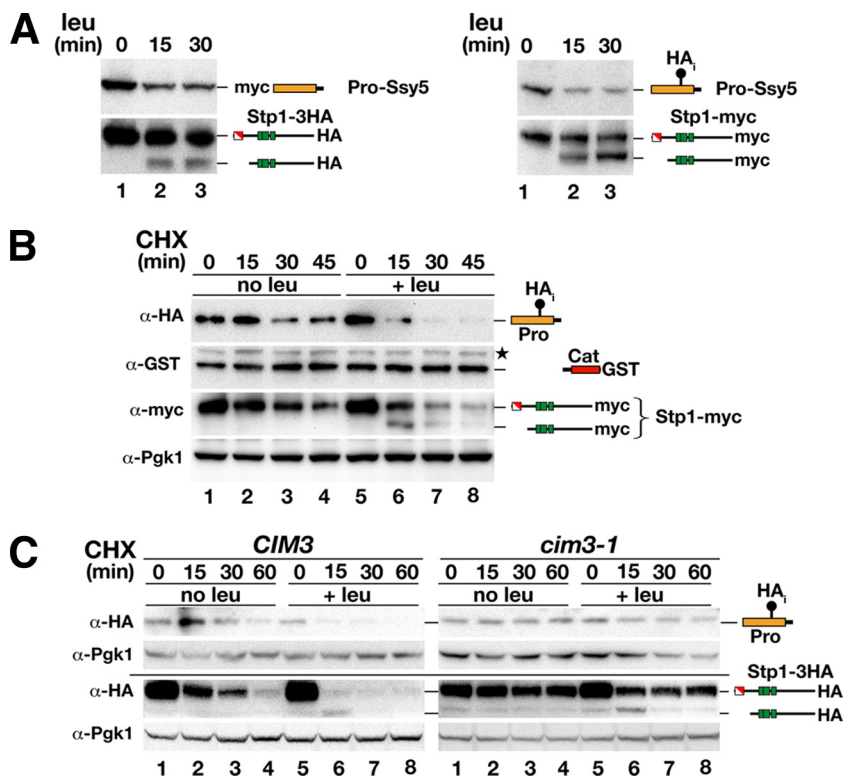 A
leu
(min) 0 15 30
myc Pro-Ssy5
Stp1-3HA
HA
HA
1 2 3
leu
(min) 0 15 30
HAi
Pro-Ssy5
Stp1-myc
myc
myc
1 2 3
B
CHX
(min) 0 15 30 45 0 15 30 45
no leu + leu
α-HA
HAi
Pro
α-GST
★
Cat
GST
α-myc
myc
myc
Stp1-myc
α-Pgk1
1 2 3 4 5 6 7 8
C
CIM3 cim3-1
CHX
(min) 0 15 30 60 0 15 30 60 0 15 30 60 0 15 30 60
no leu + leu no leu + leu
α-HA
HAi
Pro
α-Pgk1
Stp1-3HA
α-HA HA
HA
α-Pgk1
1 2 3 4 5 6 7 8 1 2 3 4 5 6 7 8